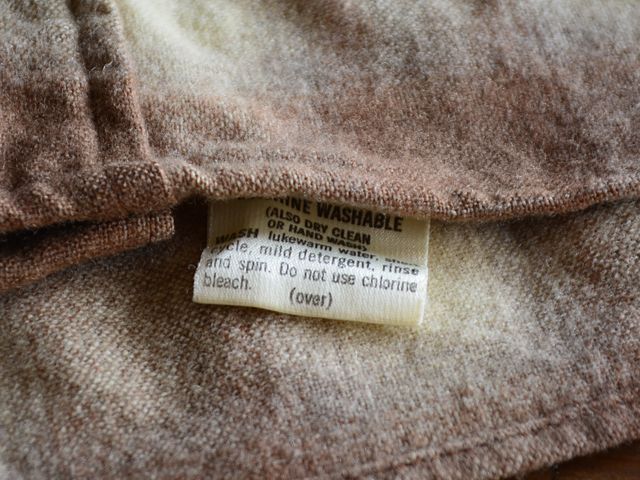 WASHABLE
(ALSO DRY CLEAN
OR HAND WASH)
WASH lukewarm water,
cycle, mild detergent, rinse
and spin. Do not use chlorine
bleach. (over)